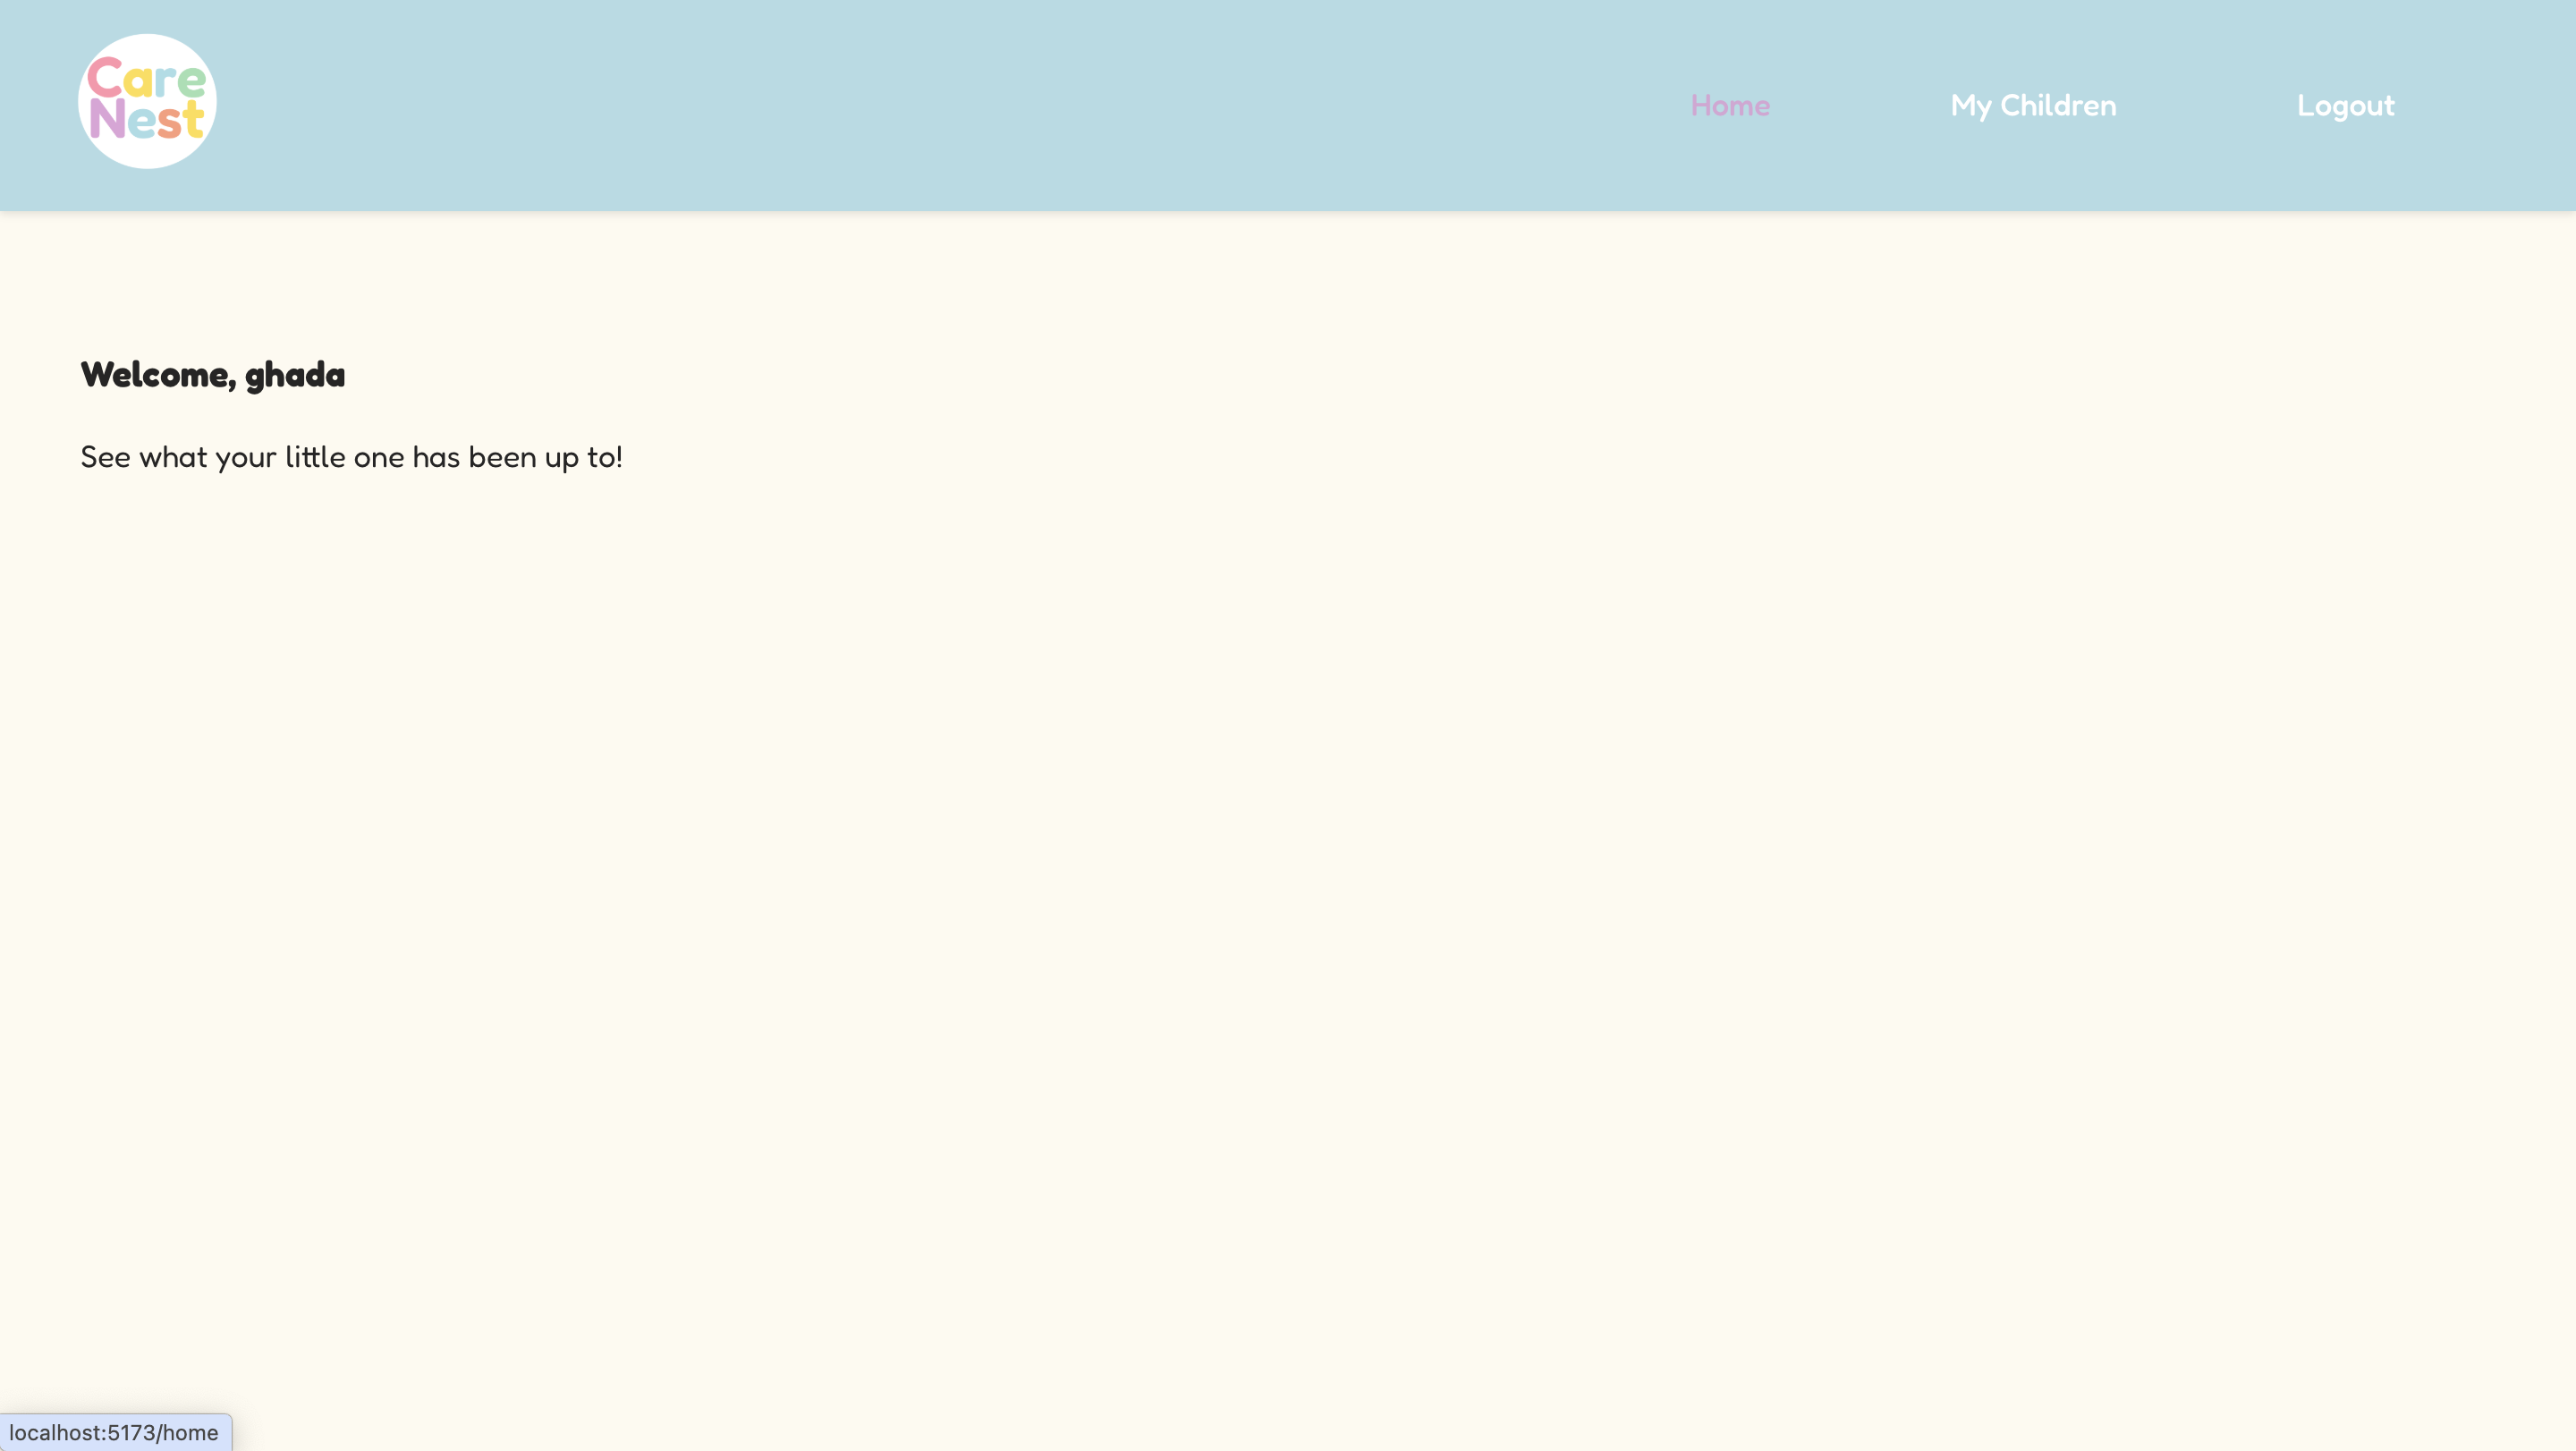 Care
Nest
Home
My Children
Logout
Welcome, ghada
See what your little one has been up to!
localhost:5173/home